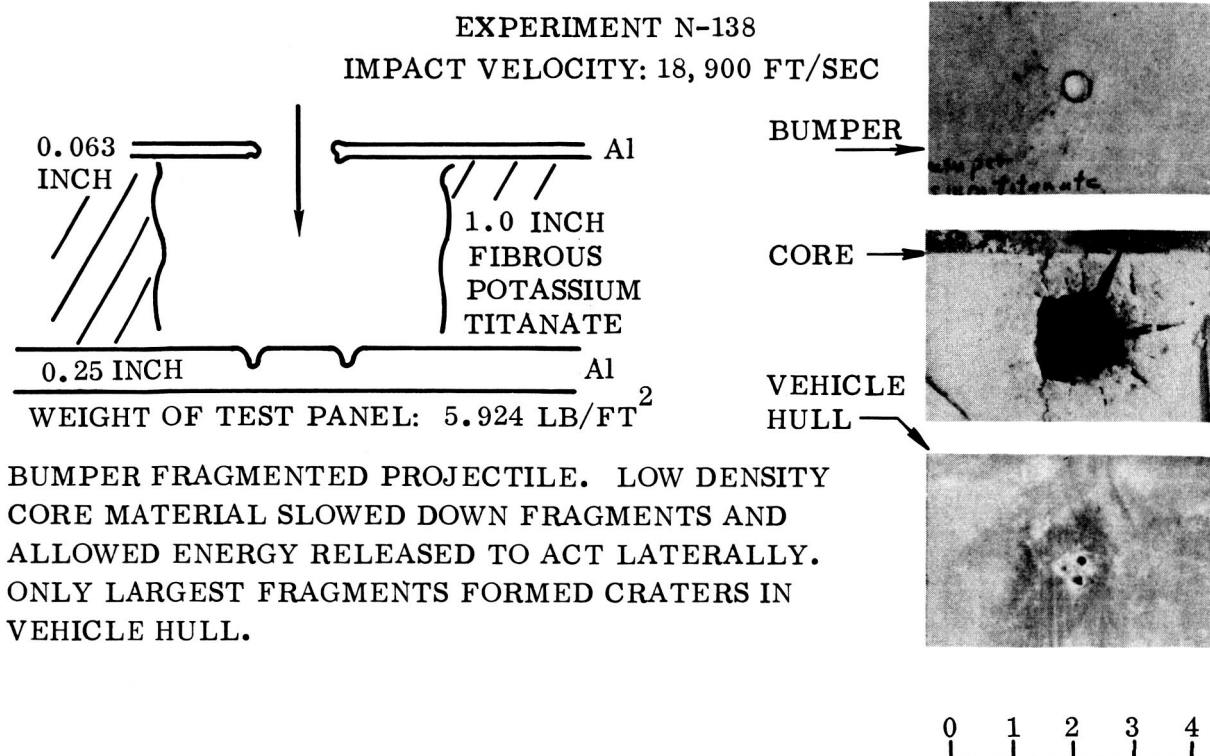 EXPERIMENT N-138
IMPACT VELOCITY: 18, 900 FT/SEC
0.063
INCH
Al
1.0 INCH
FIBROUS
POTASSIUM
TITANATE
0.25 INCH
Al
WEIGHT OF TEST PANEL: 5.924 LB/FT2
BUMPER
titanate
CORE
VEHICLE
HULL
BUMPER FRAGMENTED PROJECTILE. LOW DENSITY
CORE MATERIAL SLOWED DOWN FRAGMENTS AND
ALLOWED ENERGY RELEASED TO ACT LATERALLY.
ONLY LARGEST FRAGMENTS FORMED CRATERS IN
VEHICLE HULL.
0 1 2 3 4